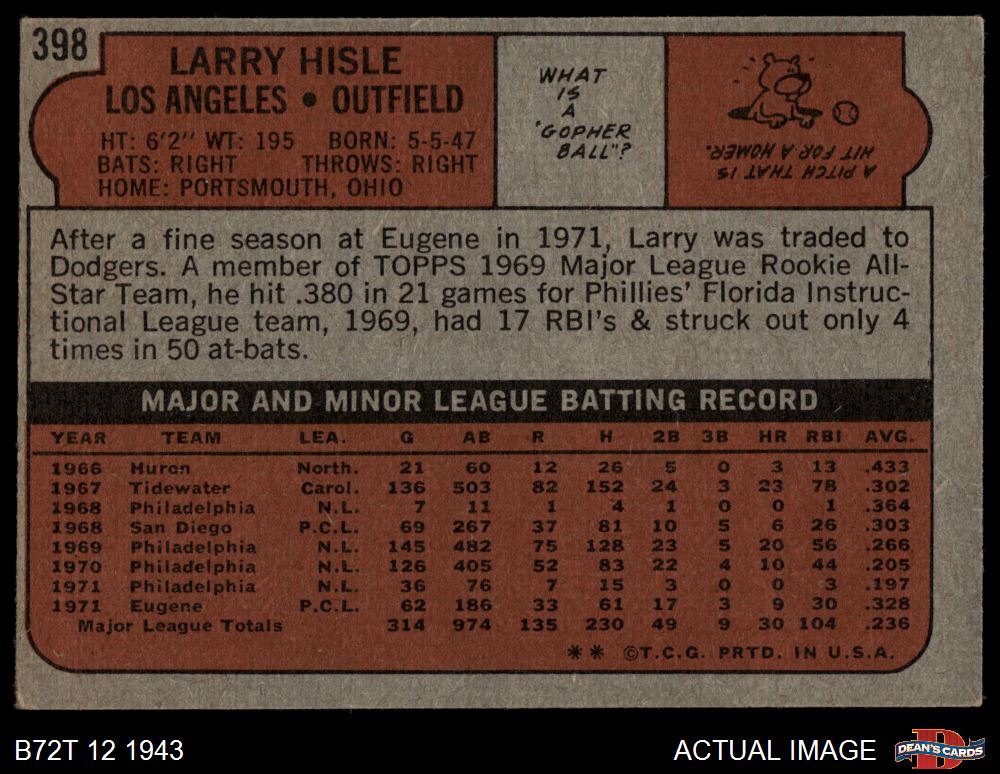 398
LARRY HISLE
LOS ANGELES • OUTFIELD
HT: 6'2" WT: 195 BORN: 5-5-47
BATS: RIGHT THROWS: RIGHT
HOME: PORTSMOUTH, OHIO
WHAT
IS
A
"GOPHER
BALL"?
A PITCH THAT IS
HIT FOR A HOMER.
After a fine season at Eugene in 1971, Larry was traded to
Dodgers. A member of TOPPS 1969 Major League Rookie All-
Star Team, he hit .380 in 21 games for Phillies' Florida Instruc-
tional League team, 1969, had 17 RBI's & struck out only 4
times in 50 at-bats.
MAJOR AND MINOR LEAGUE BATTING RECORD
YEAR TEAM LEA. G AB R H 2B 3B HR RBI AVG.
1966 Huron North. 21 60 12 26 5 0 3 13 .433
1967 Tidewater Carol. 136 503 82 152 24 3 23 78 .302
1968 Philadelphia N.L. 7 11 1 4 1 0 0 1 .364
1968 San Diego P.C.L. 69 267 37 81 10 5 6 26 .303
1969 Philadelphia N.L. 145 482 75 128 23 5 20 56 .266
1970 Philadelphia N.L. 126 405 52 83 22 4 10 44 .205
1971 Philadelphia N.L. 36 76 7 15 3 0 0 3 .197
1971 Eugene P.C.L. 62 186 33 61 17 3 9 30 .328
Major League Totals 314 974 135 230 49 9 30 104 .236
** ©T.C.G. PRTD. IN U.S.A.
B72T 12 1943
ACTUAL IMAGE
D
DEAN'S CARDS